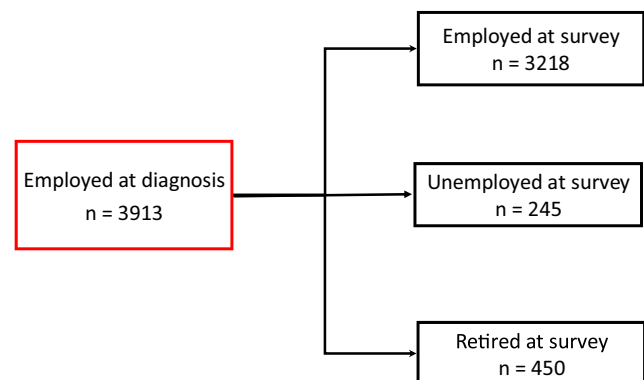 Employed at survey
n = 3218
Employed at diagnosis
n = 3913
Unemployed at survey
n = 245
Retired at survey
n = 450